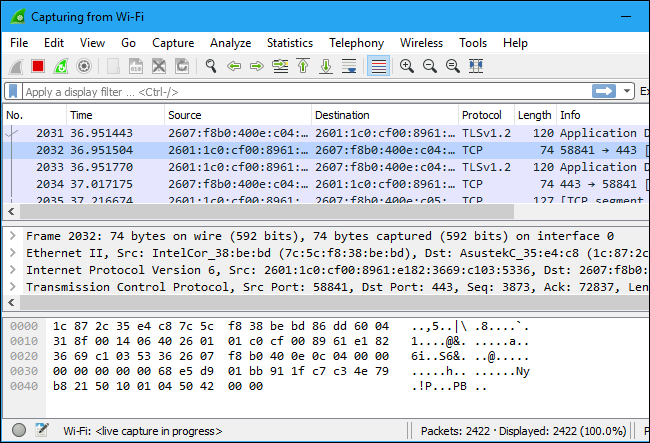 Capturing from Wi-Fi
File Edit View Go Capture Analyze Statistics Telephony Wireless Tools Help
Apply a display filter ... <Ctrl-/>
No. Time Source Destination Protocol Length Info
2031 36.951443 2607:f8b0:400e:c04:… 2601:1c0:cf00:8961:… TLSv1.2 120 Application D
2032 36.951504 2601:1c0:cf00:8961:… 2607:f8b0:400e:c04:… TCP 74 58841 → 443 [
2033 36.951770 2607:f8b0:400e:c04:… 2601:1c0:cf00:8961:… TLSv1.2 120 Application D
2034 37.017175 2601:1c0:cf00:8961:… 2607:f8b0:400e:c04:… TCP 74 443 → 58841 [
2035 37.216674 2601:1c0:cf00:8961:… 2607:f8b0:400e:c05:… TCP 127 [TCP segment
Frame 2032: 74 bytes on wire (592 bits), 74 bytes captured (592 bits) on interface 0
Ethernet II, Src: IntelCor_38:be:bd (7c:5c:f8:38:be:bd), Dst: AsustekC_35:e4:c8 (1c:87:2c
Internet Protocol Version 6, Src: 2601:1c0:cf00:8961:e182:3669:c103:5336, Dst: 2607:f8b0
Transmission Control Protocol, Src Port: 58841, Dst Port: 443, Seq: 3873, Ack: 72837, Len
0000 1c 87 2c 35 e4 c8 7c 5c f8 38 be bd 86 dd 60 04 ..,5..|\ .8....`.
0010 31 8f 00 14 06 40 26 01 01 c0 cf 00 89 61 e1 82 1....@&. .....a..
0020 36 69 c1 03 53 36 26 07 f8 b0 40 0e 0c 04 00 00 6i..S6&. ..@.....
0030 00 00 00 00 00 68 e5 d9 01 bb 91 1f c7 c3 4e 79 .....h.. ......Ny
0040 b8 21 50 10 01 04 50 42 00 00 .!P...PB ..
Wi-Fi: <live capture in progress> Packets: 2422 · Displayed: 2422 (100.0%)